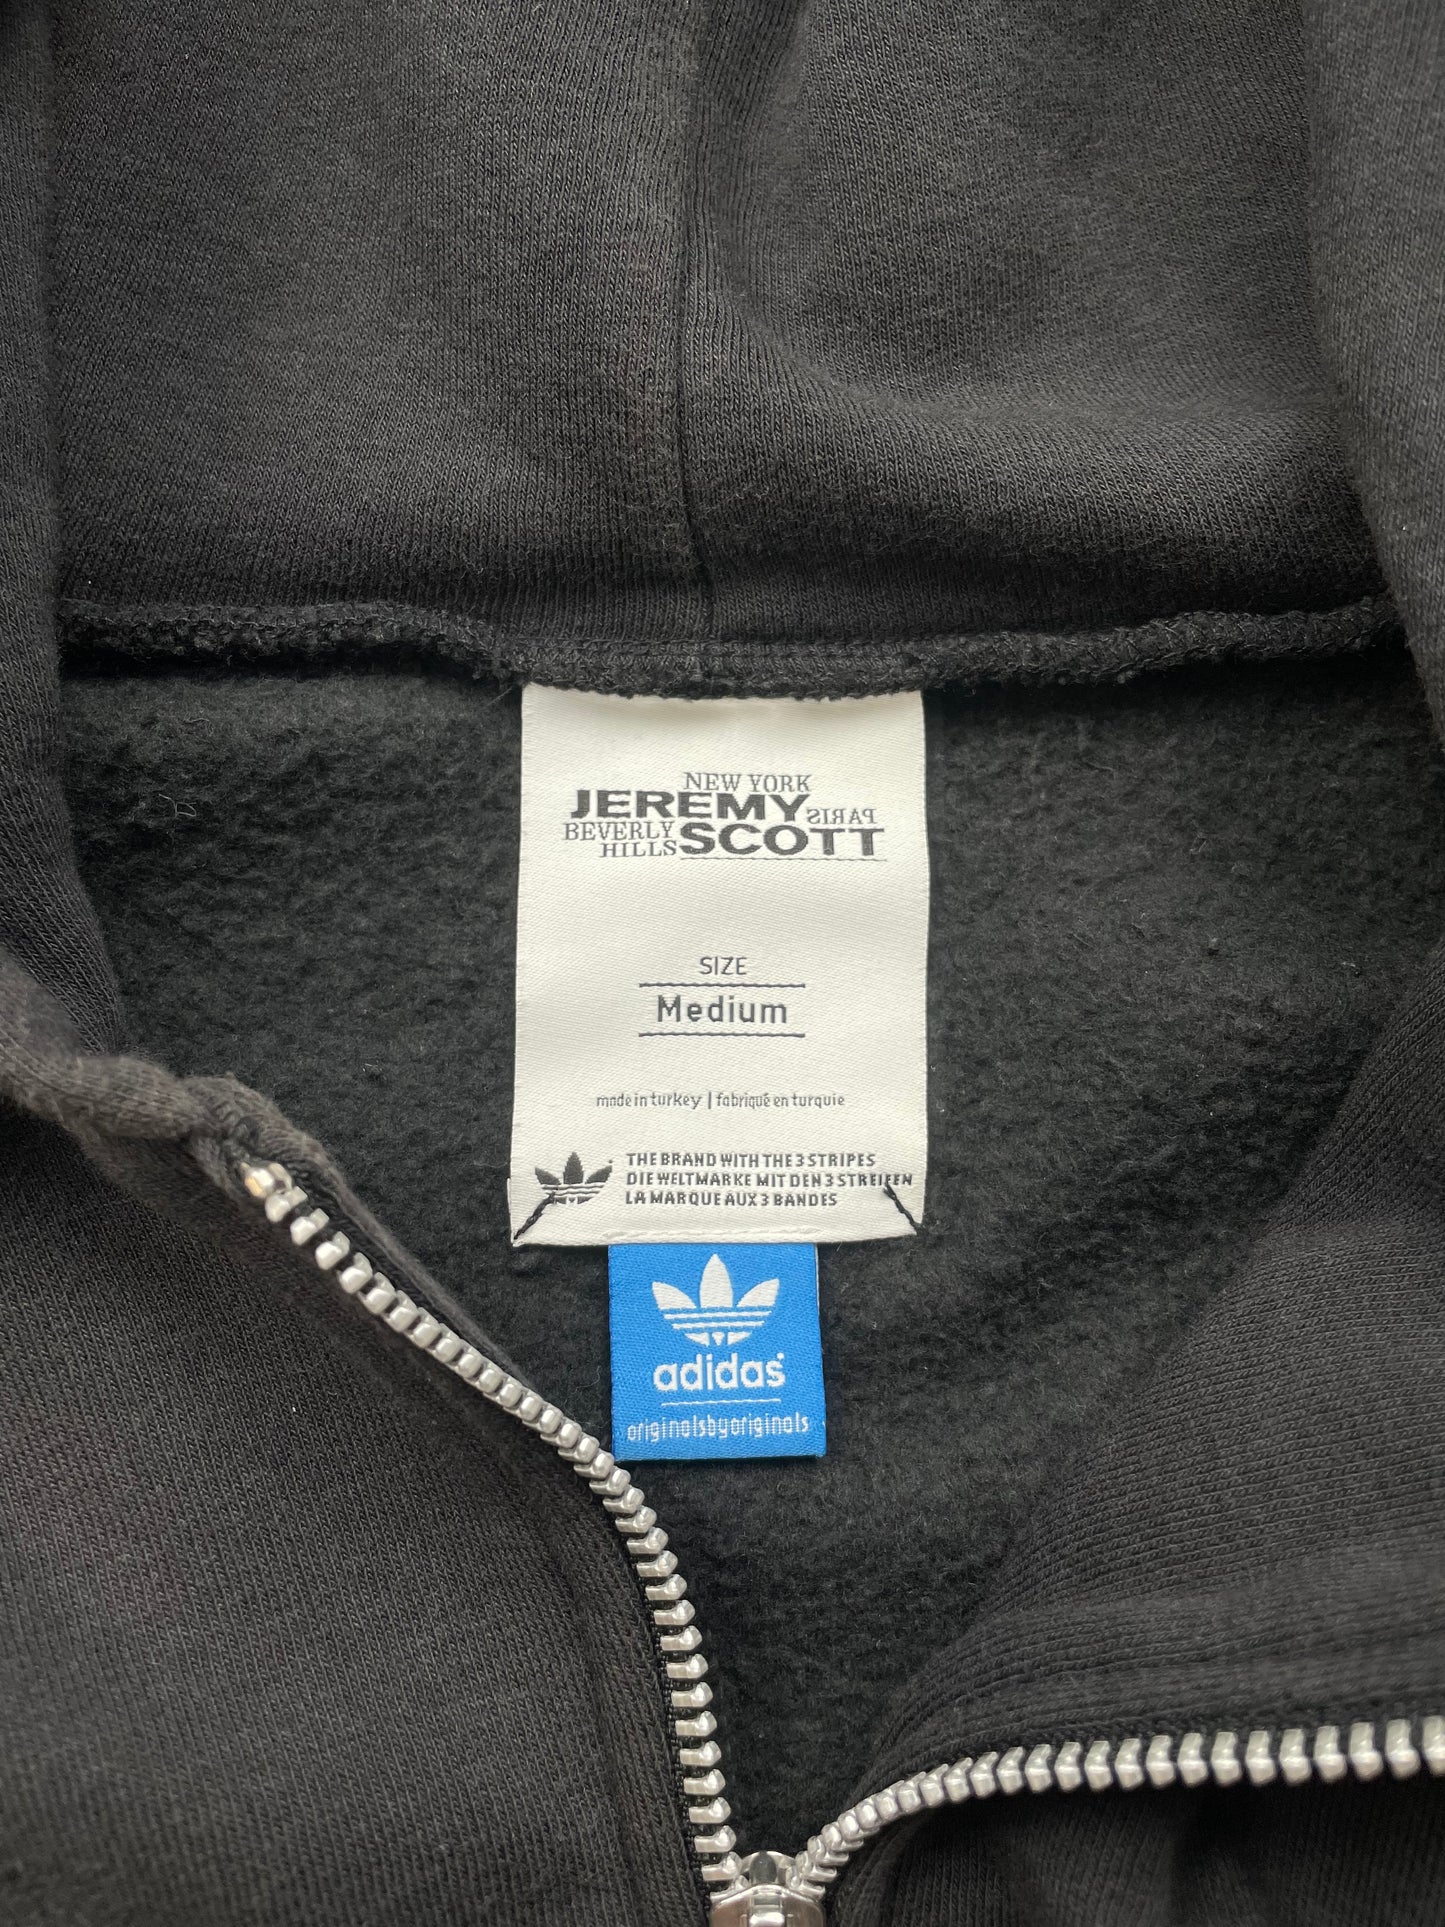 NEW YORK
JEREMY PARIS
BEVERLY SCOTT
HILLS
SIZE
Medium
made in turkey | fabriqué en turquie
THE BRAND WITH THE 3 STRIPES
DIE WELTMARKE MIT DEN 3 STREIFEN
LA MARQUE AUX 3 BANDES
adidas
originalsbyoriginals